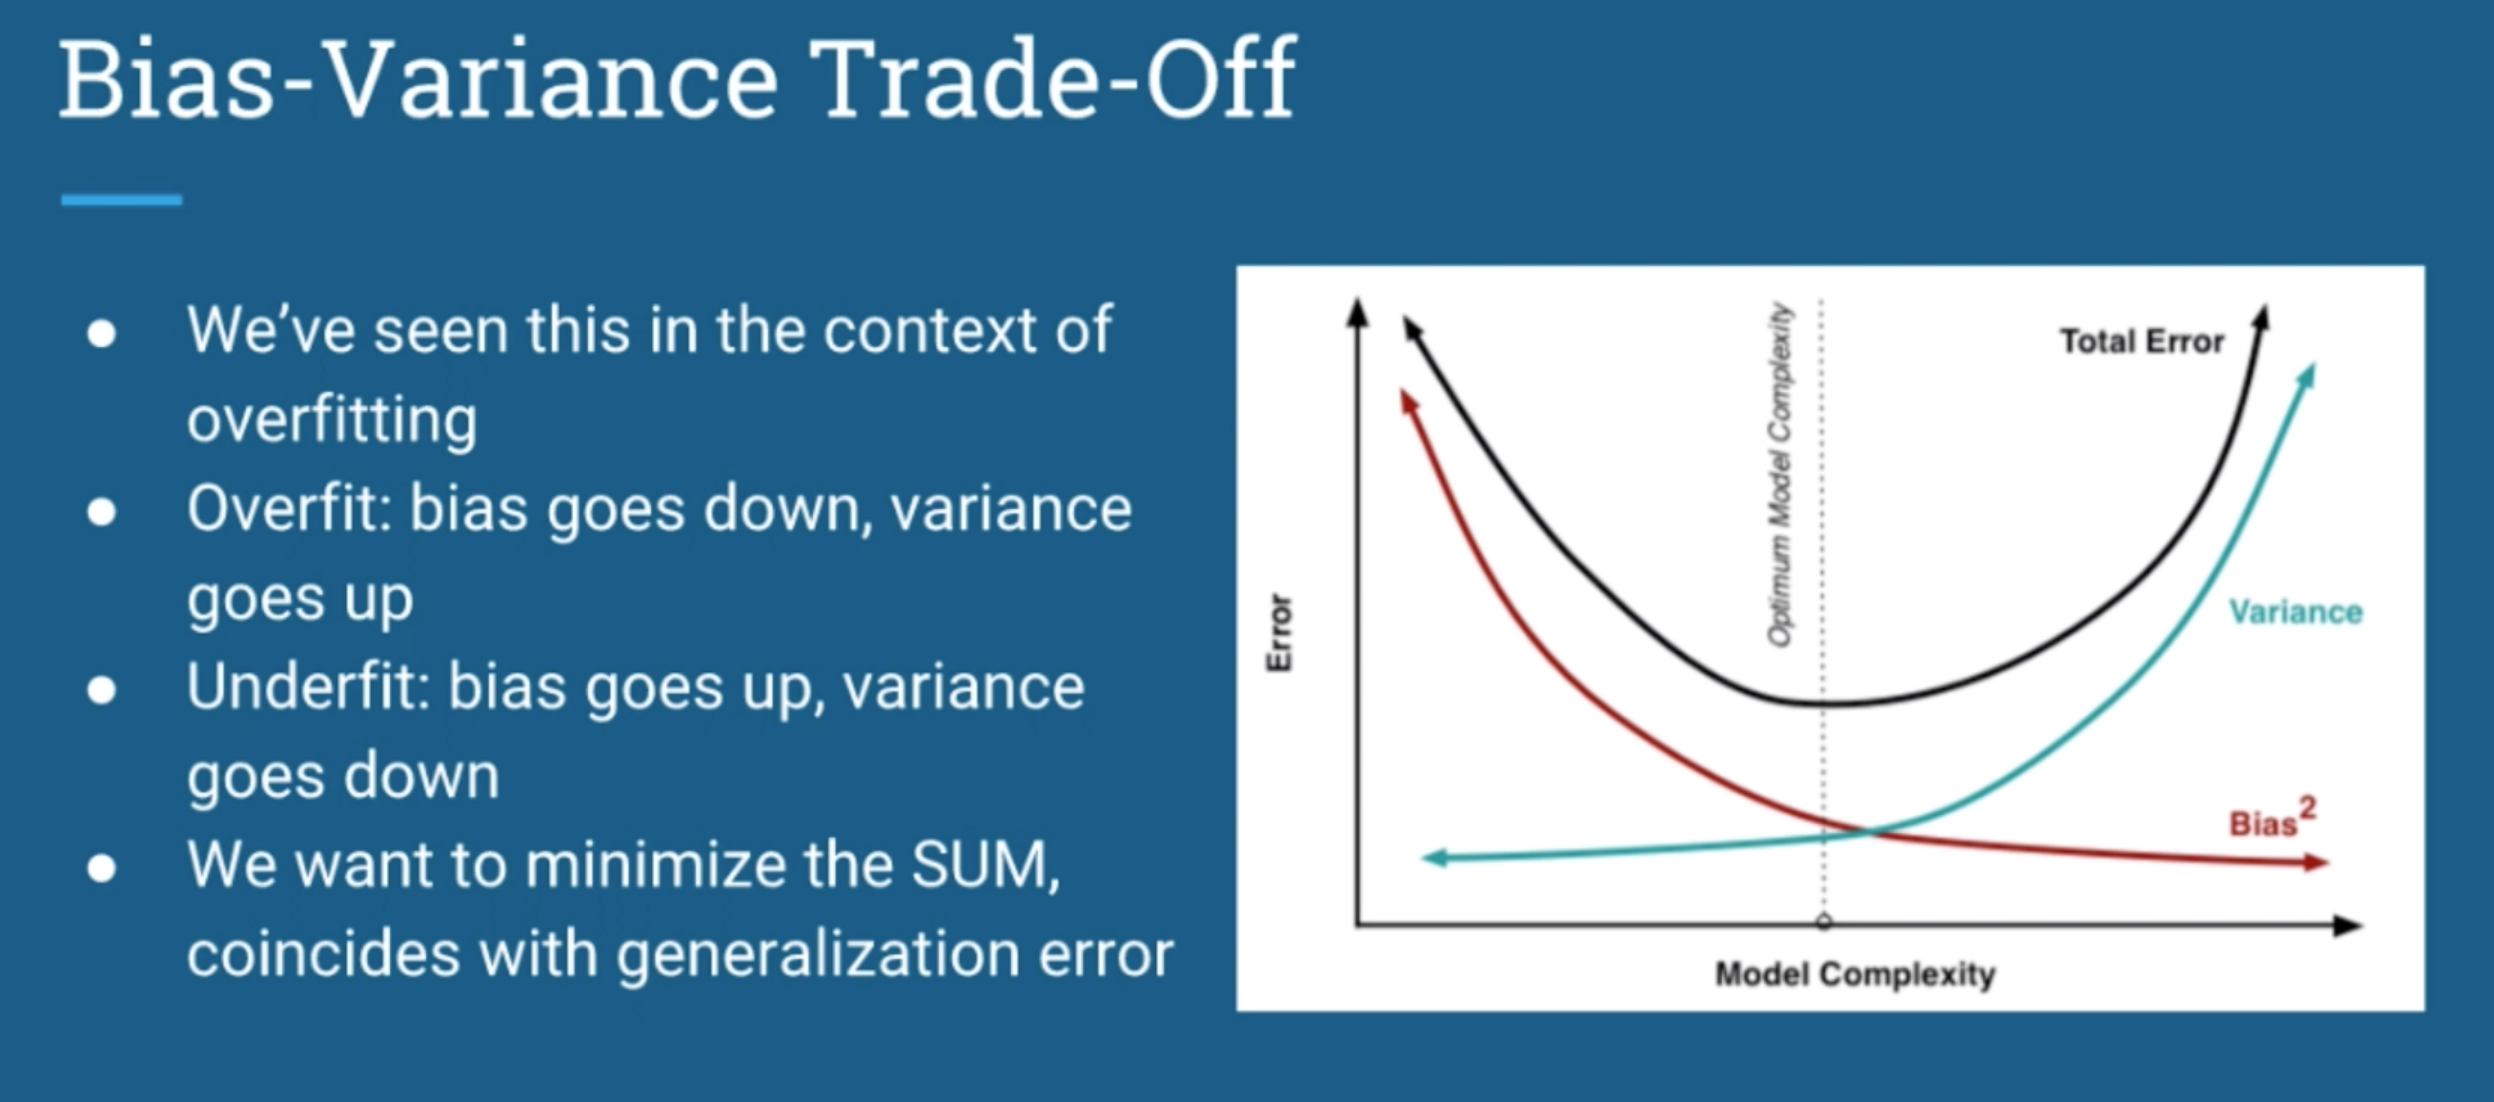 Bias-Variance Trade-Off
● We’ve seen this in the context of
overfitting
● Overfit: bias goes down, variance
goes up
● Underfit: bias goes up, variance
goes down
● We want to minimize the SUM,
coincides with generalization error
Error
Optimum Model Complexity
Total Error
Variance
Bias²
Model Complexity